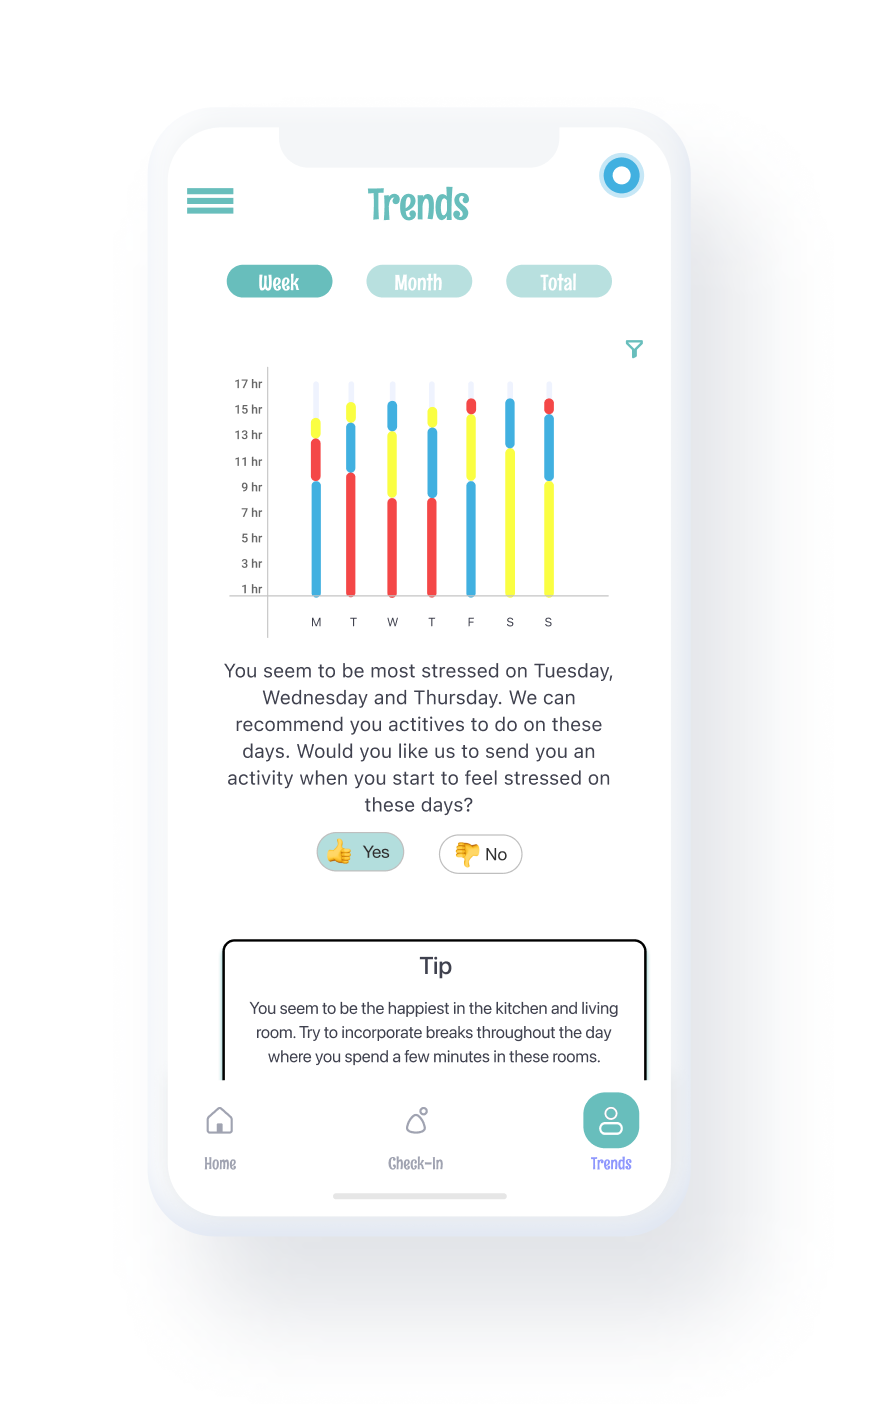 Trends
Week Month Total
17 hr
15 hr
13 hr
11 hr
9 hr
7 hr
5 hr
3 hr
1 hr
M T W T F S S
You seem to be most stressed on Tuesday,
Wednesday and Thursday. We can
recommend you actitives to do on these
days. Would you like us to send you an
activity when you start to feel stressed on
these days?
Yes No
Tip
You seem to be the happiest in the kitchen and living
room. Try to incorporate breaks throughout the day
where you spend a few minutes in these rooms.
Home Check-In Trends